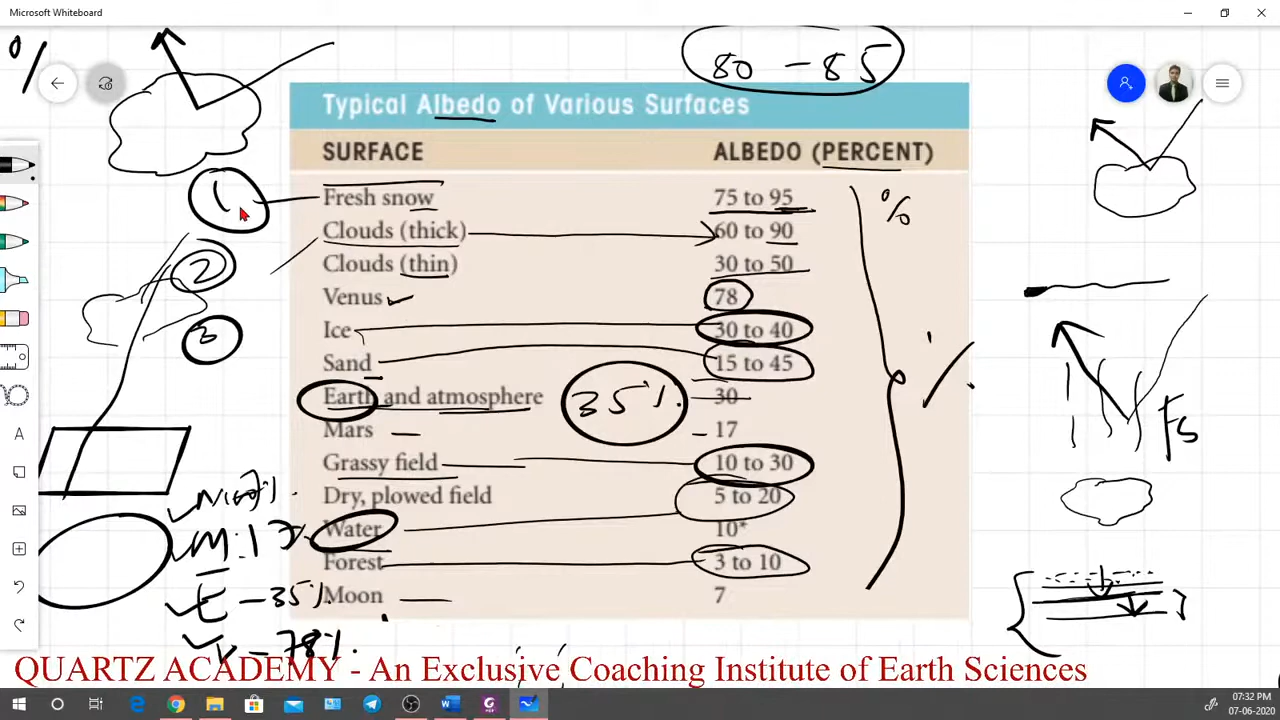 Microsoft Whiteboard
%
80 - 85
Typical Albedo of Various Surfaces
SURFACE ALBEDO (PERCENT)
Fresh snow 75 to 95
Clouds (thick) 60 to 90
Clouds (thin) 30 to 50
Venus 78
Ice 30 to 40
Sand 15 to 45
Earth and atmosphere 30
Mars 17
Grassy field 10 to 30
Dry, plowed field 5 to 20
Water 10*
Forest 3 to 10
Moon 7
1
2
3
35%.
%
%
Fs
E - 35%.
V - 78%.
QUARTZ ACADEMY - An Exclusive Coaching Institute of Earth Sciences
07:32 PM
07-06-2020